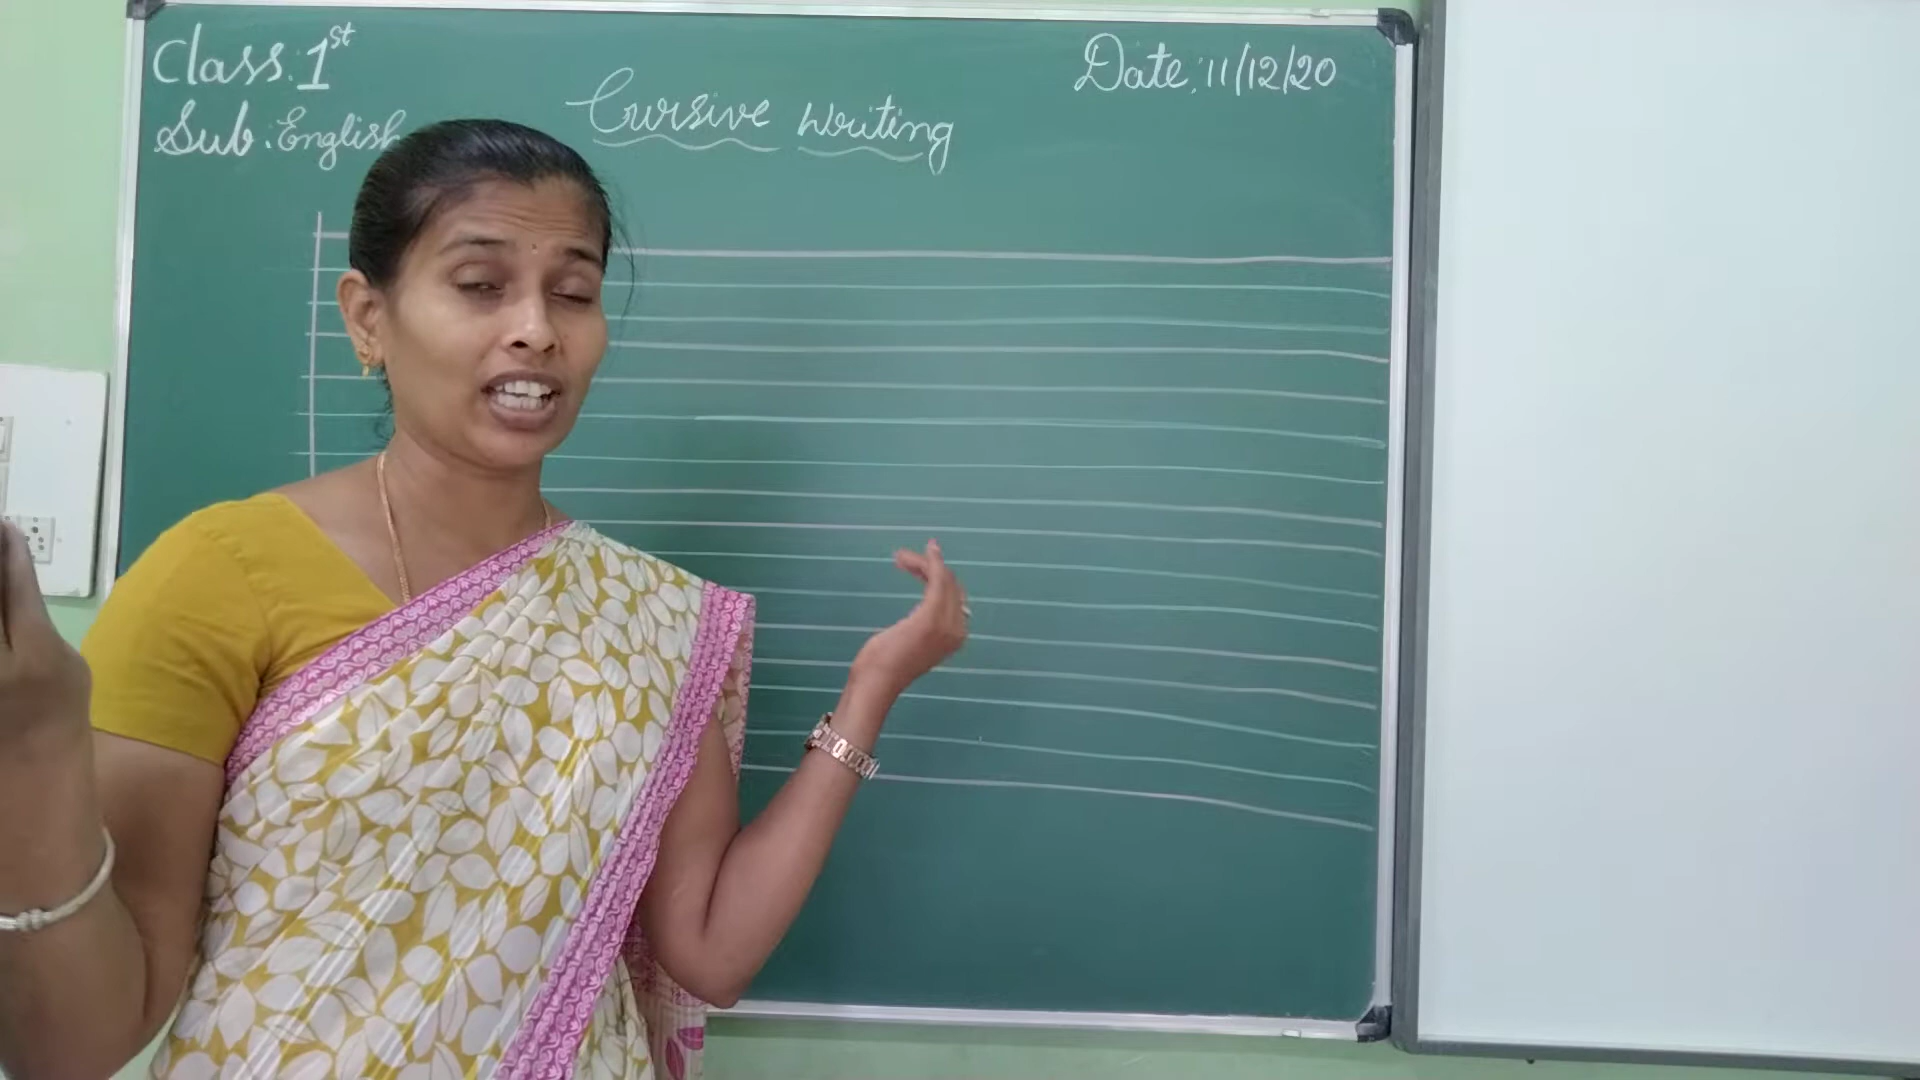 Class: 1st
Sub: English
Cursive Writing
Date: 11/12/20